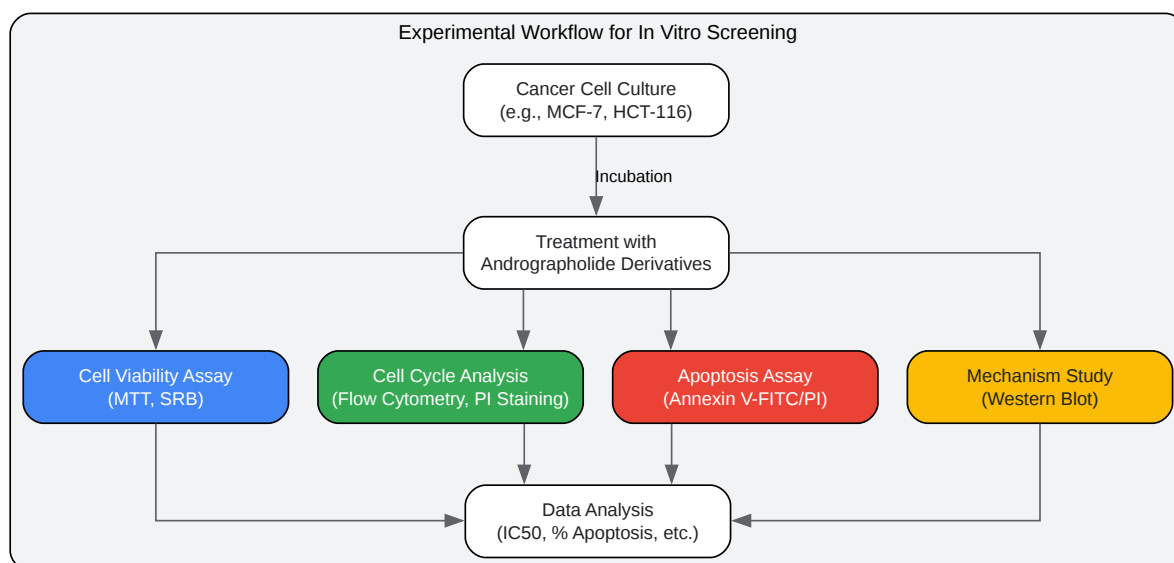 Experimental Workflow for In Vitro Screening
Cancer Cell Culture
(e.g., MCF-7, HCT-116)
Incubation
Treatment with
Andrographolide Derivatives
Cell Viability Assay
(MTT, SRB)
Cell Cycle Analysis
(Flow Cytometry, PI Staining)
Apoptosis Assay
(Annexin V-FITC/PI)
Mechanism Study
(Western Blot)
Data Analysis
(IC50, % Apoptosis, etc.)